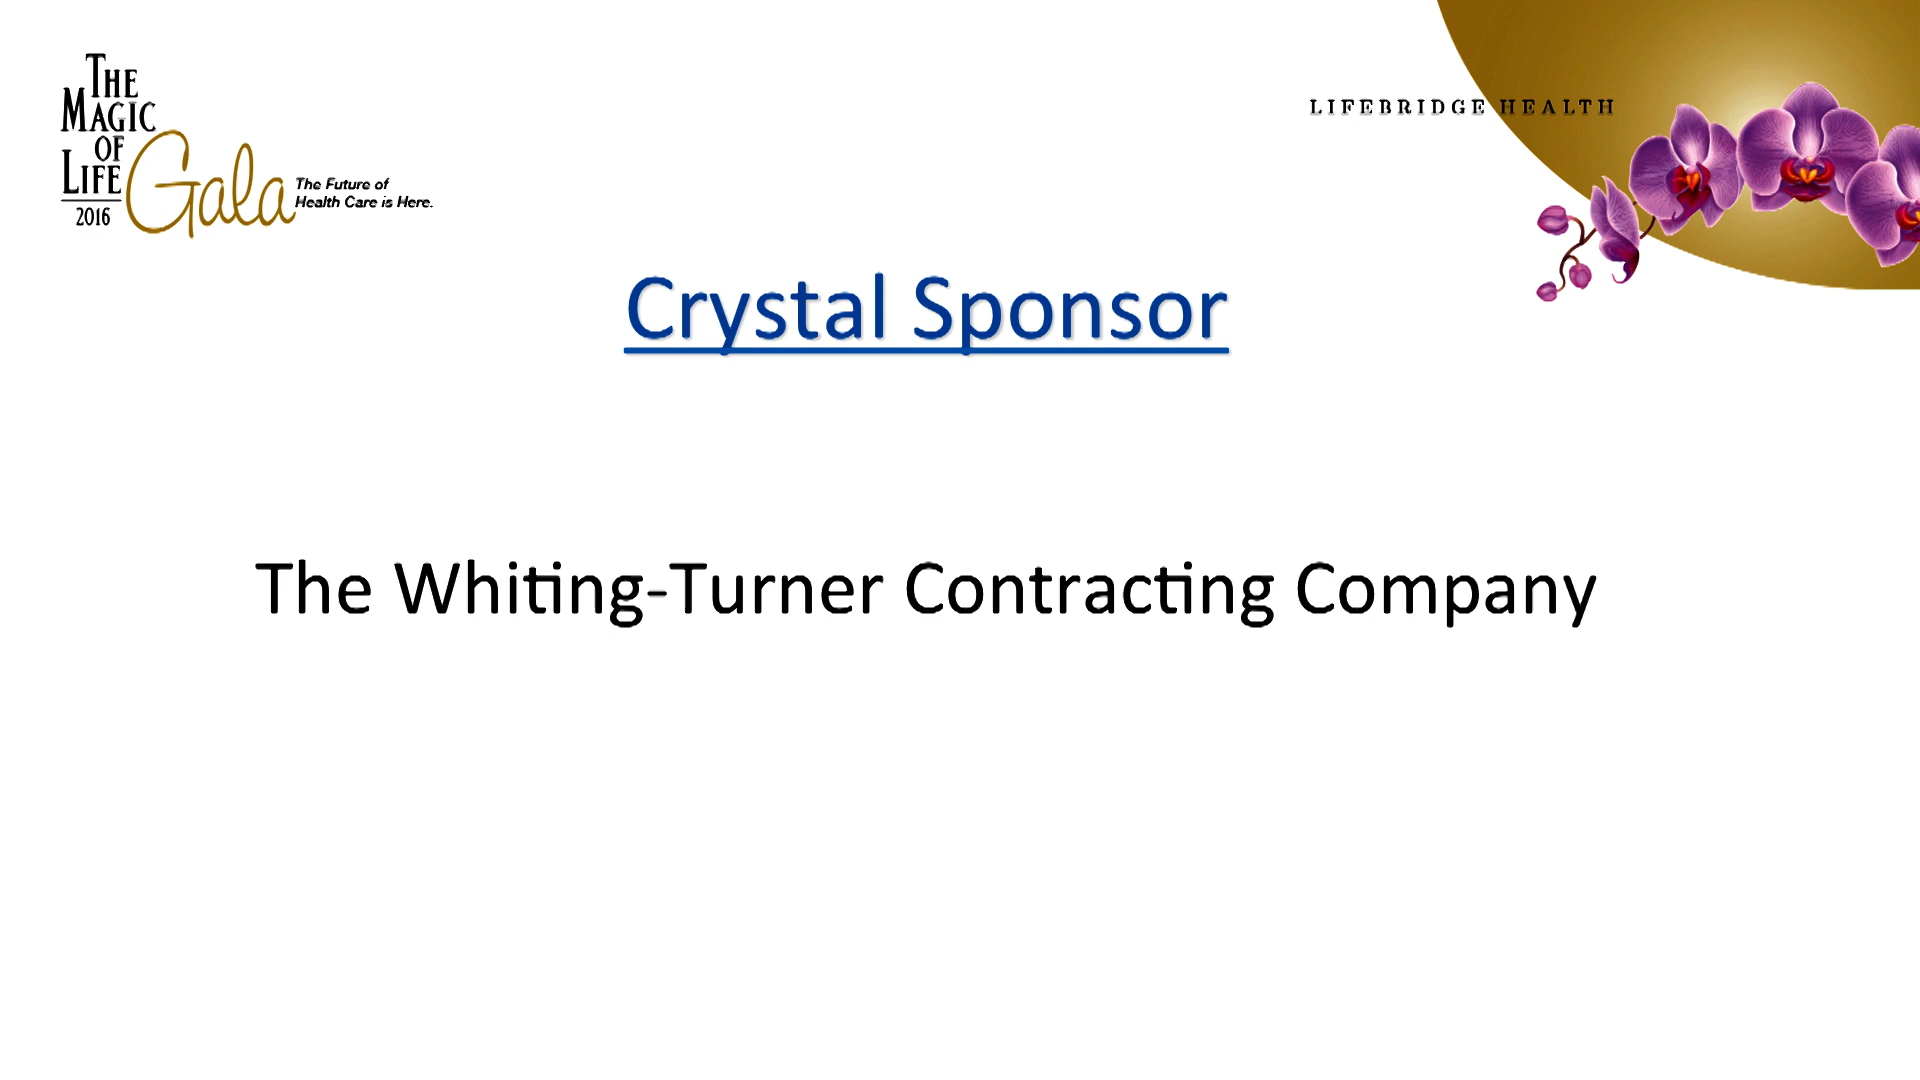 THE
MAGIC
OF
LIFE
2016
Gala
The Future of
Health Care is Here.
LIFEBRIDGE HEALTH
Crystal Sponsor
The Whiting-Turner Contracting Company